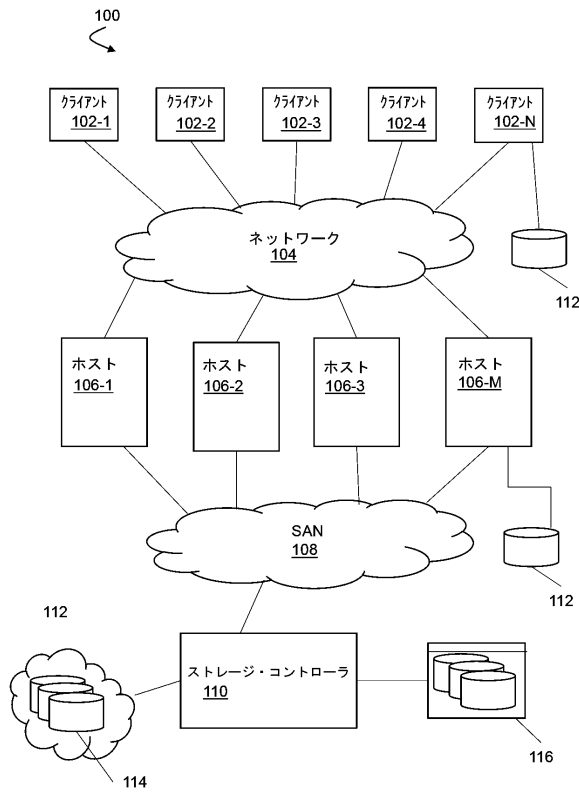 100
クライアント
102-1
クライアント
102-2
クライアント
102-3
クライアント
102-4
クライアント
102-N
ネットワーク
104
112
ホスト
106-1
ホスト
106-2
ホスト
106-3
ホスト
106-M
SAN
108
112
112
ストレージ・コントローラ
110
114
116